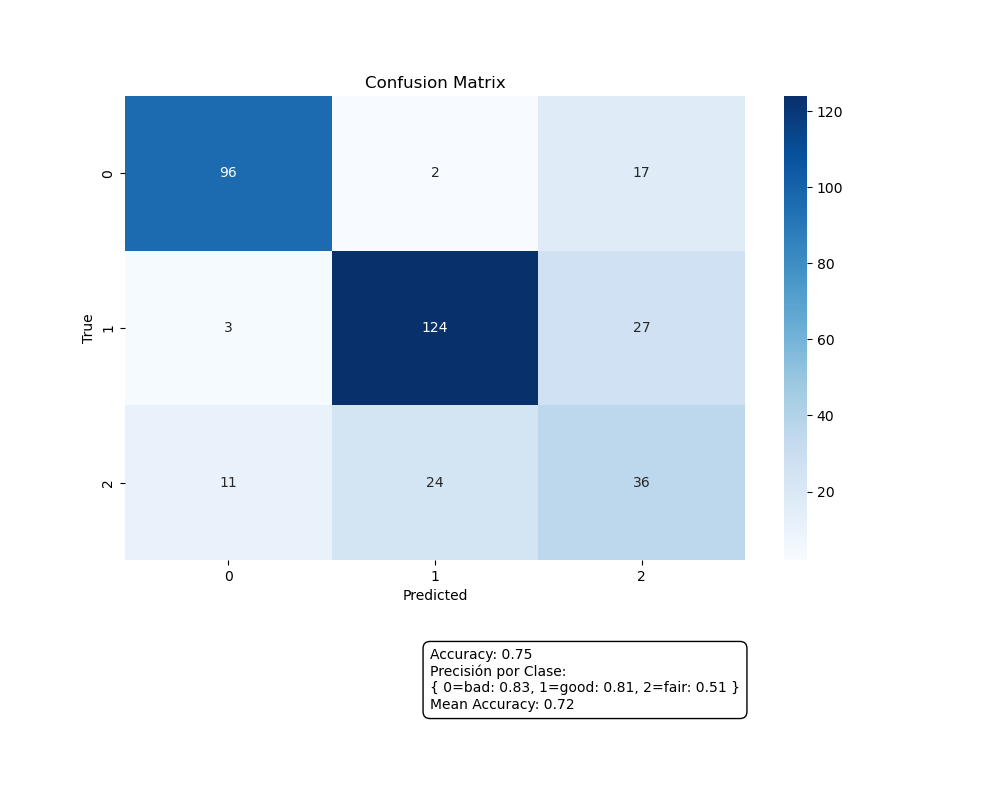 Confusion Matrix
96 2 17
3 124 27
11 24 36
0
1
2
True
0 1 2
Predicted
120
100
80
60
40
20
Accuracy: 0.75
Precisión por Clase:
{ 0=bad: 0.83, 1=good: 0.81, 2=fair: 0.51 }
Mean Accuracy: 0.72